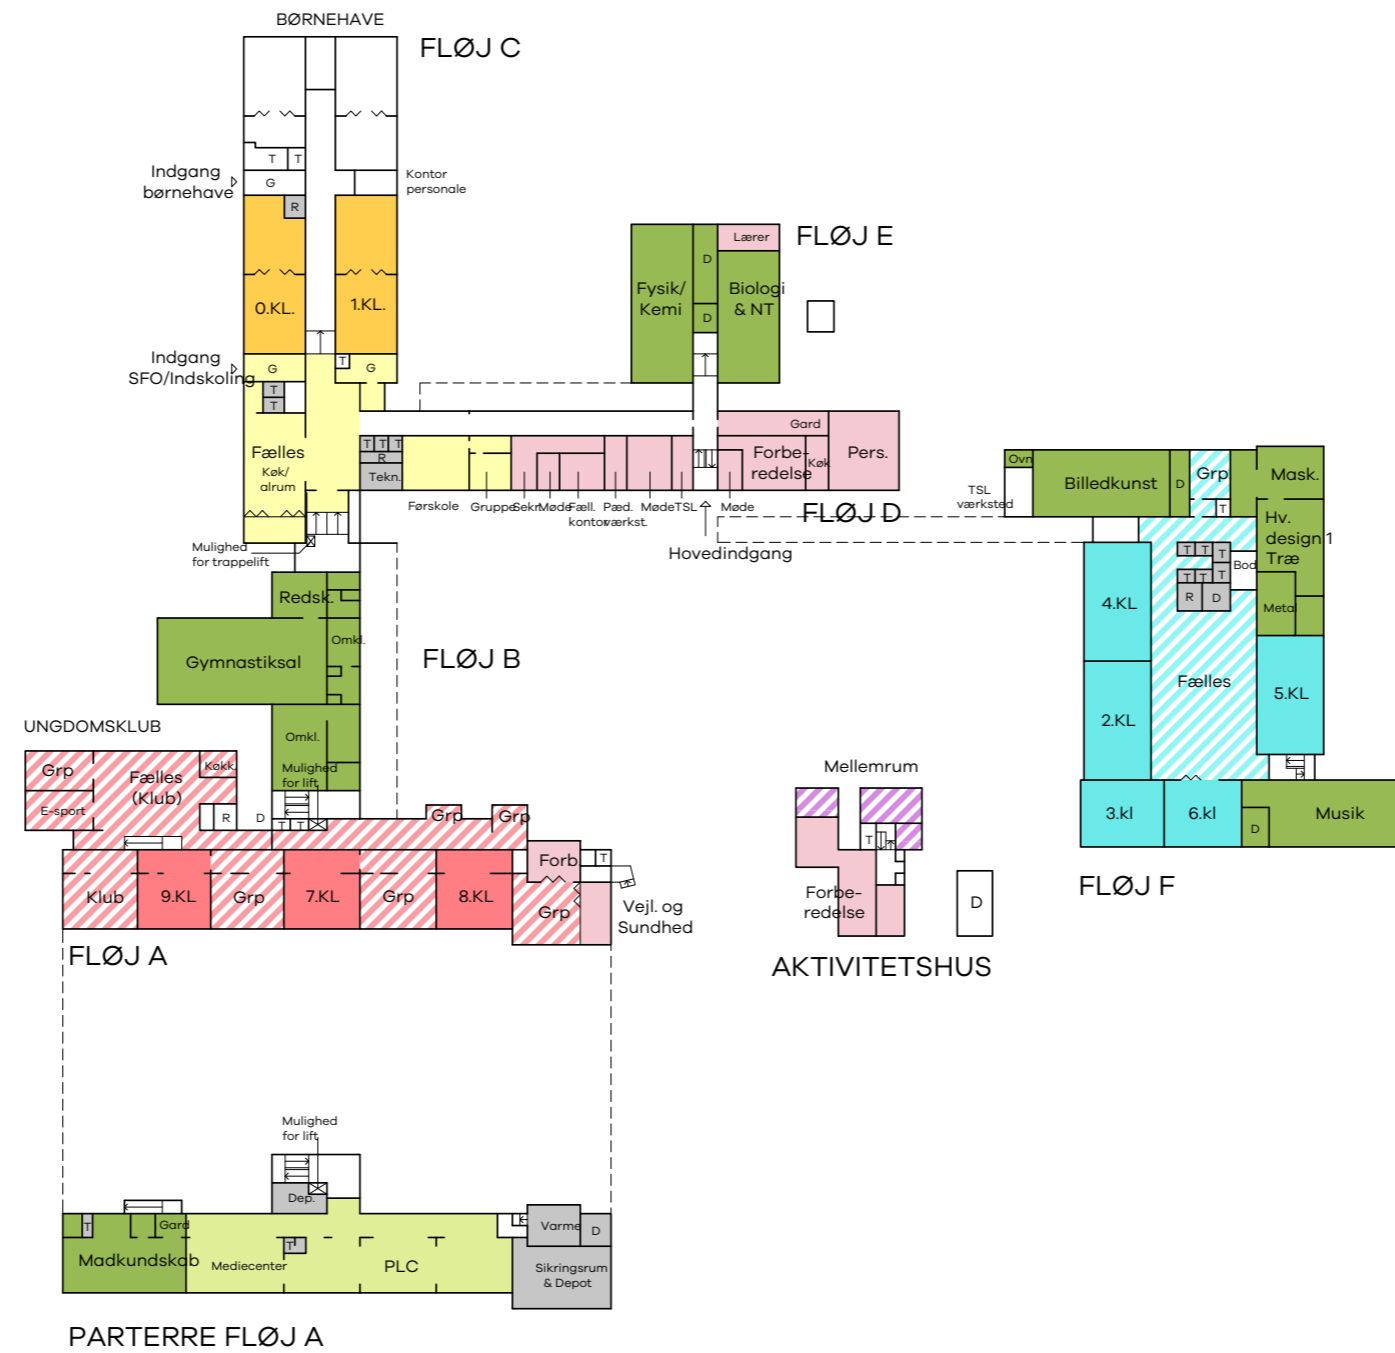 BØRNEHAVE
FLØJ C
T
T
Indgang
børnehave
G
Kontor
personale
R
0.KL.
1.KL.
Indgang
SFO/Indskoling
G
T
G
T
T
Fælles
Køk/
alrum
Mulighed
for trappelift
FLØJ E
Lærer
D
Fysik/
Kemi
Biologi
& NT
D
T
T
T
R
Tekn.
Førskole
Gruppe
Sekr.
Møde
Fæll.
kontor
Pæd.
værkst.
Møde
TSL
Møde
Gard
Forbe-
redelse
Køk
Pers.
FLØJ D
Hovedindgang
Ovn
TSL
værksted
Billedkunst
D
Grp
T
Mask.
Hv.
design 1
Træ
T
T
T
Bod
T
T
T
R
D
Metal
4.KL
Fælles
5.KL
2.KL
3.kl
6.kl
D
Musik
FLØJ F
Redsk.
Omkl.
Gymnastiksal
FLØJ B
Omkl.
Mulighed
for lift
T
T
UNGDOMSKLUB
Grp
Fælles
(Klub)
Køkk.
E-sport
R
D
Grp
Grp
Forb.
T
Klub
9.KL
Grp
7.KL
Grp
8.KL
Grp
Vejl. og
Sundhed
FLØJ A
Mellemrum
T
Forbe-
redelse
D
AKTIVITETSHUS
Mulighed
for lift
Dep.
T
Gard
Madkundskab
Mediecenter
T
PLC
Varme
D
Sikringsrum
& Depot
PARTERRE FLØJ A